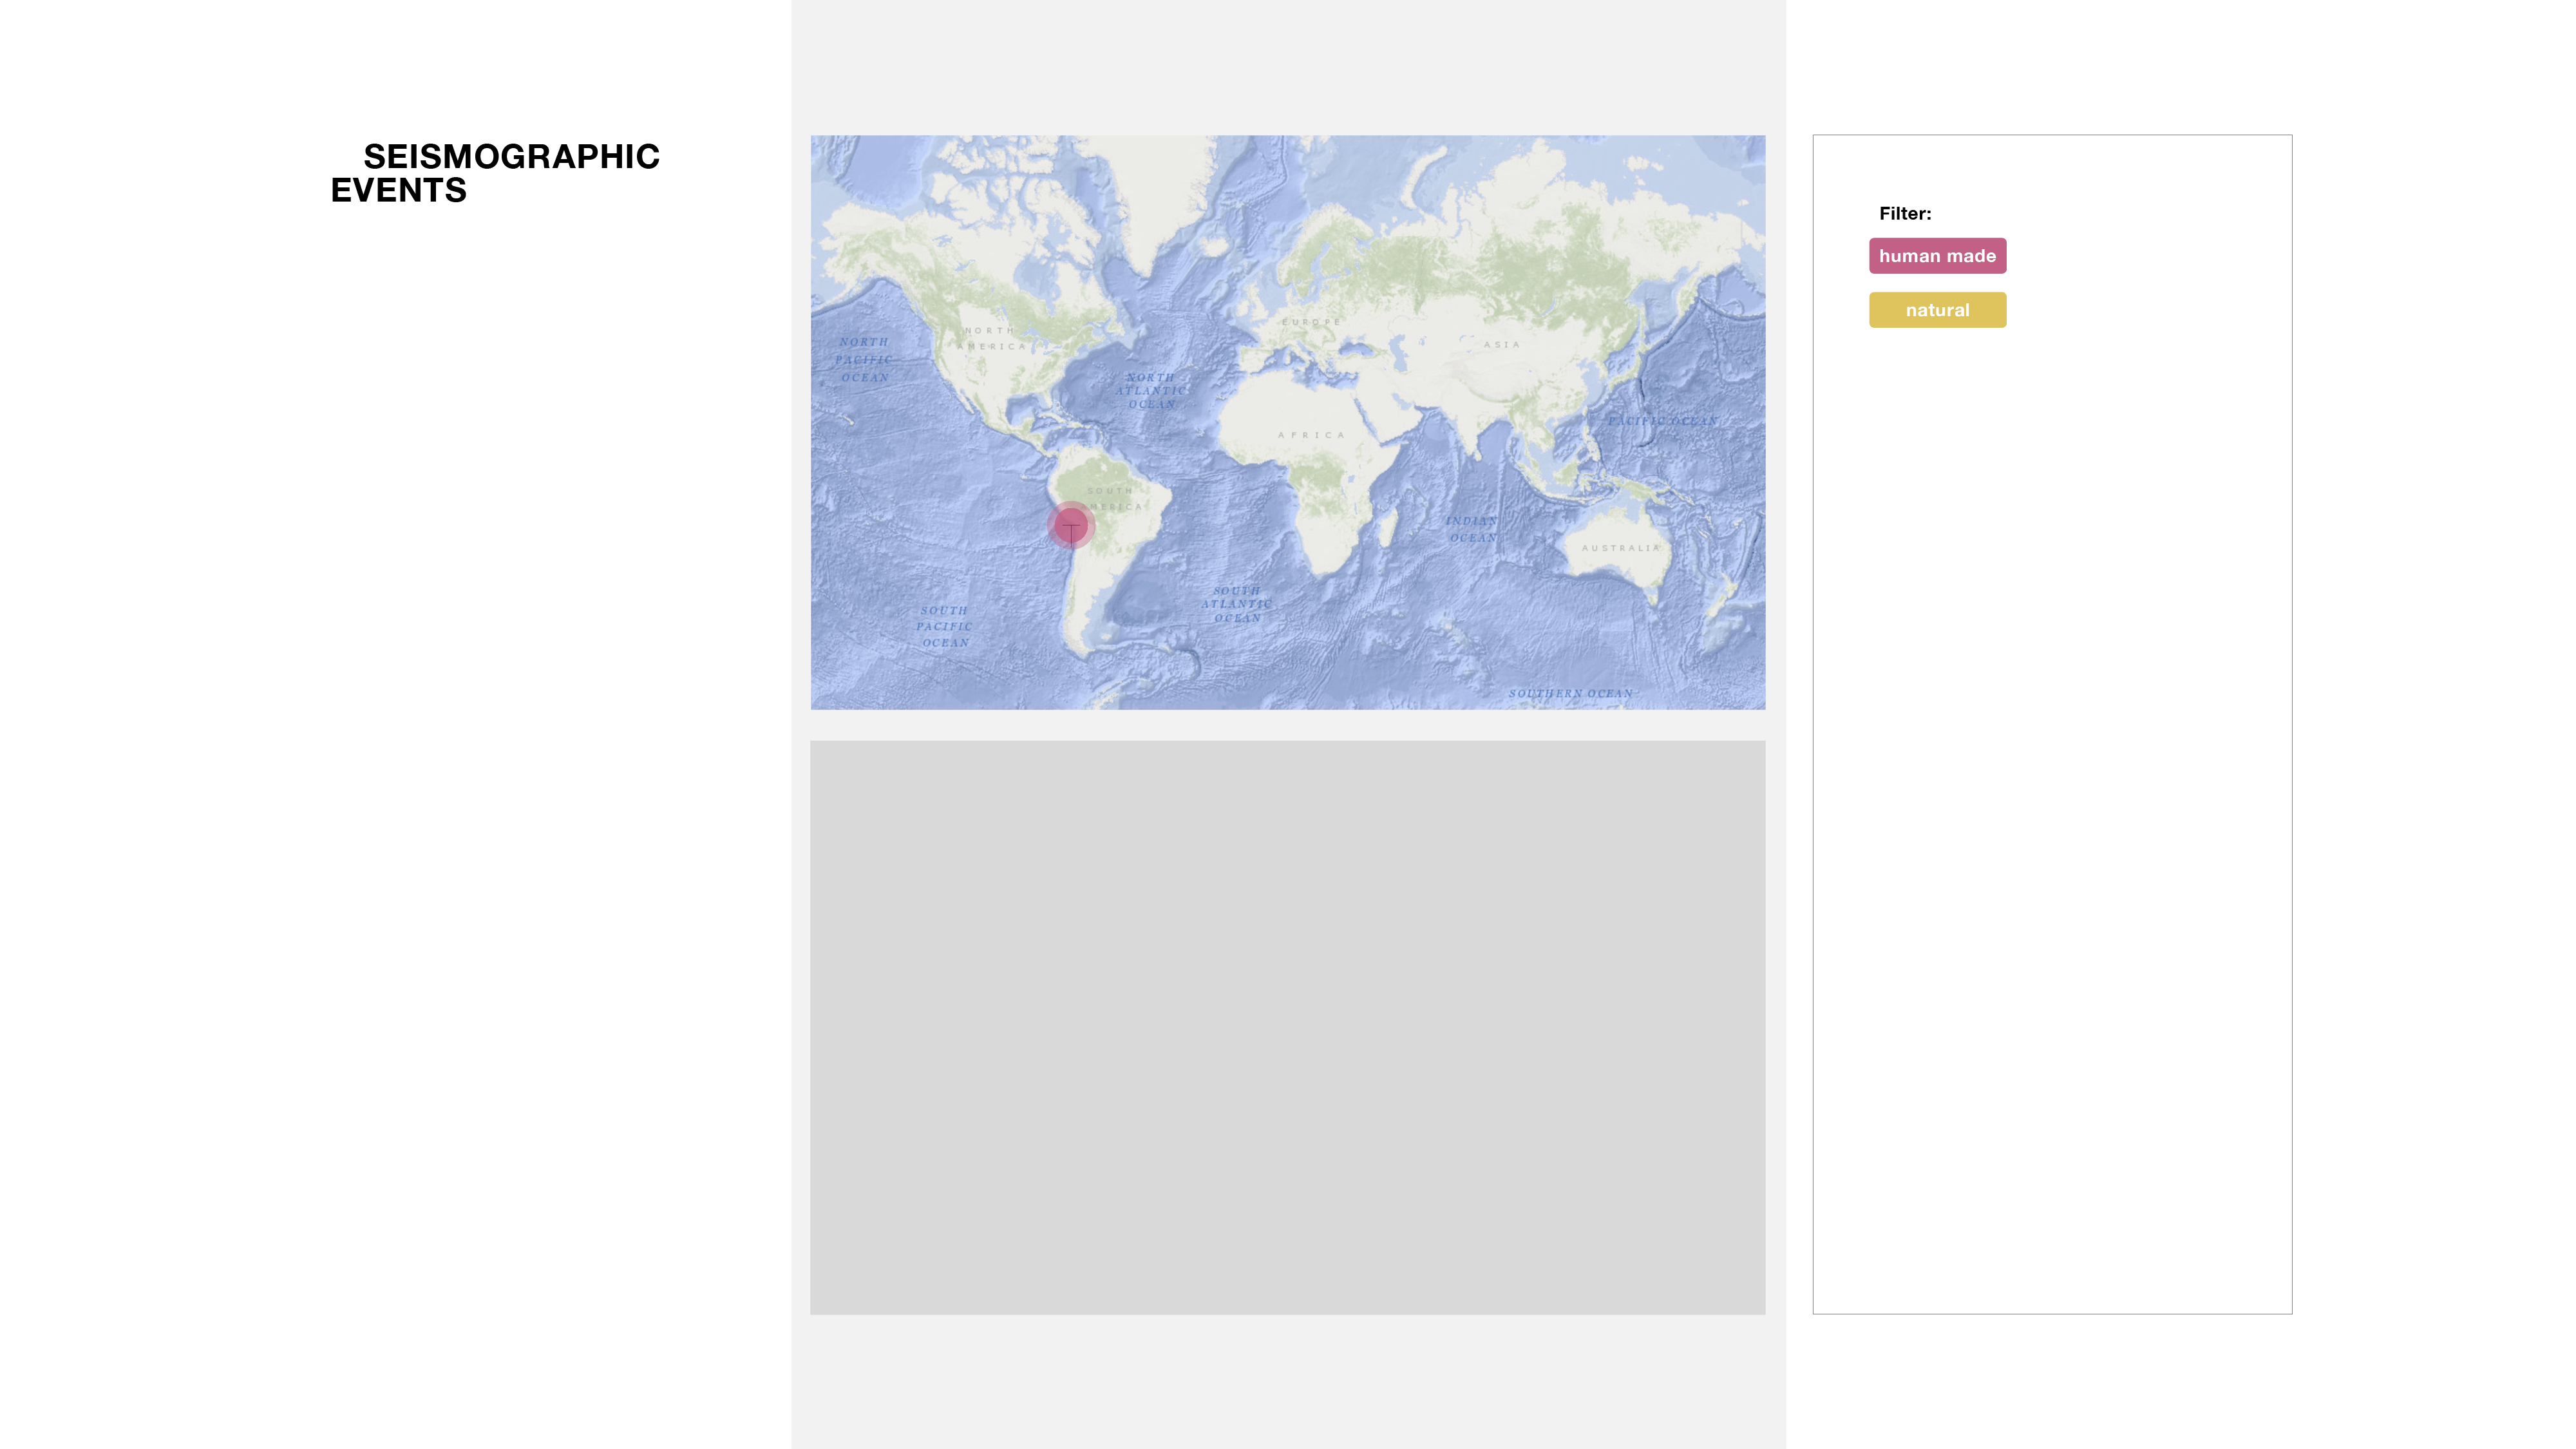 SEISMOGRAPHIC
EVENTS
NORTH
AMERICA
EUROPE
ASIA
NORTH
PACIFIC
OCEAN
NORTH
ATLANTIC
OCEAN
PACIFIC OCEAN
AFRICA
SOUTH
AMERICA
INDIAN
OCEAN
AUSTRALIA
SOUTH
ATLANTIC
OCEAN
SOUTH
PACIFIC
OCEAN
SOUTHERN OCEAN
Filter:
human made
natural